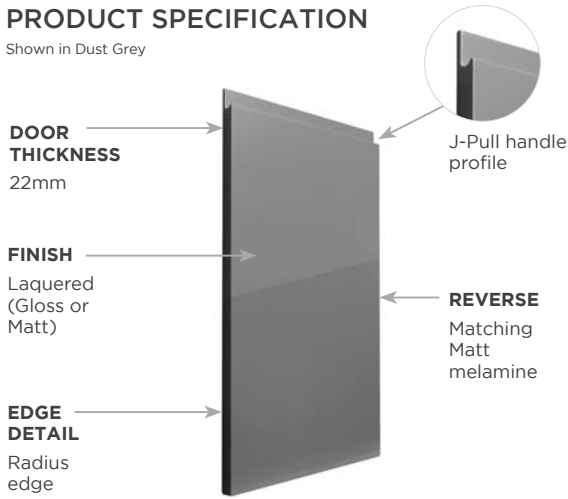 PRODUCT SPECIFICATION
Shown in Dust Grey
J-Pull handle
profile
DOOR
THICKNESS
22mm
FINISH
Laquered
(Gloss or
Matt)
REVERSE
Matching
Matt
melamine
EDGE
DETAIL
Radius
edge